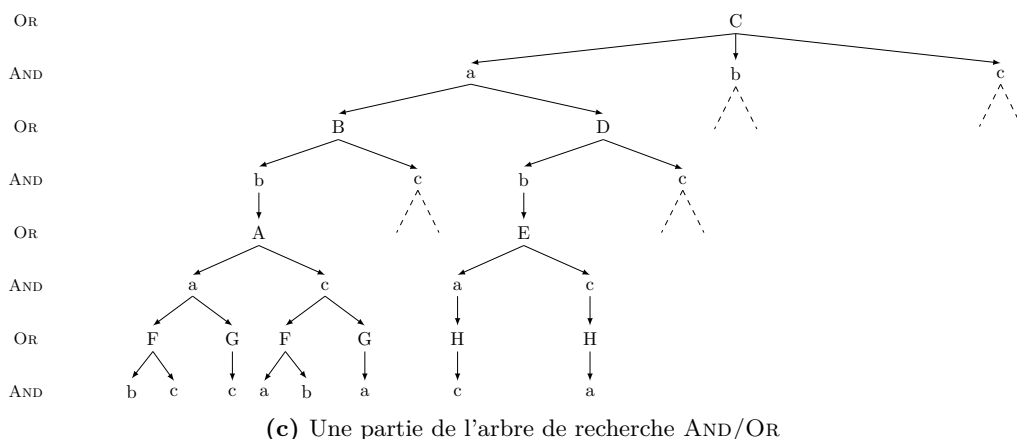 OR C
AND a b c
OR B D
AND b c b c
OR A E
AND a c a c
OR F G F G H H
AND b c c a b a c a
(c) Une partie de l'arbre de recherche AND/OR